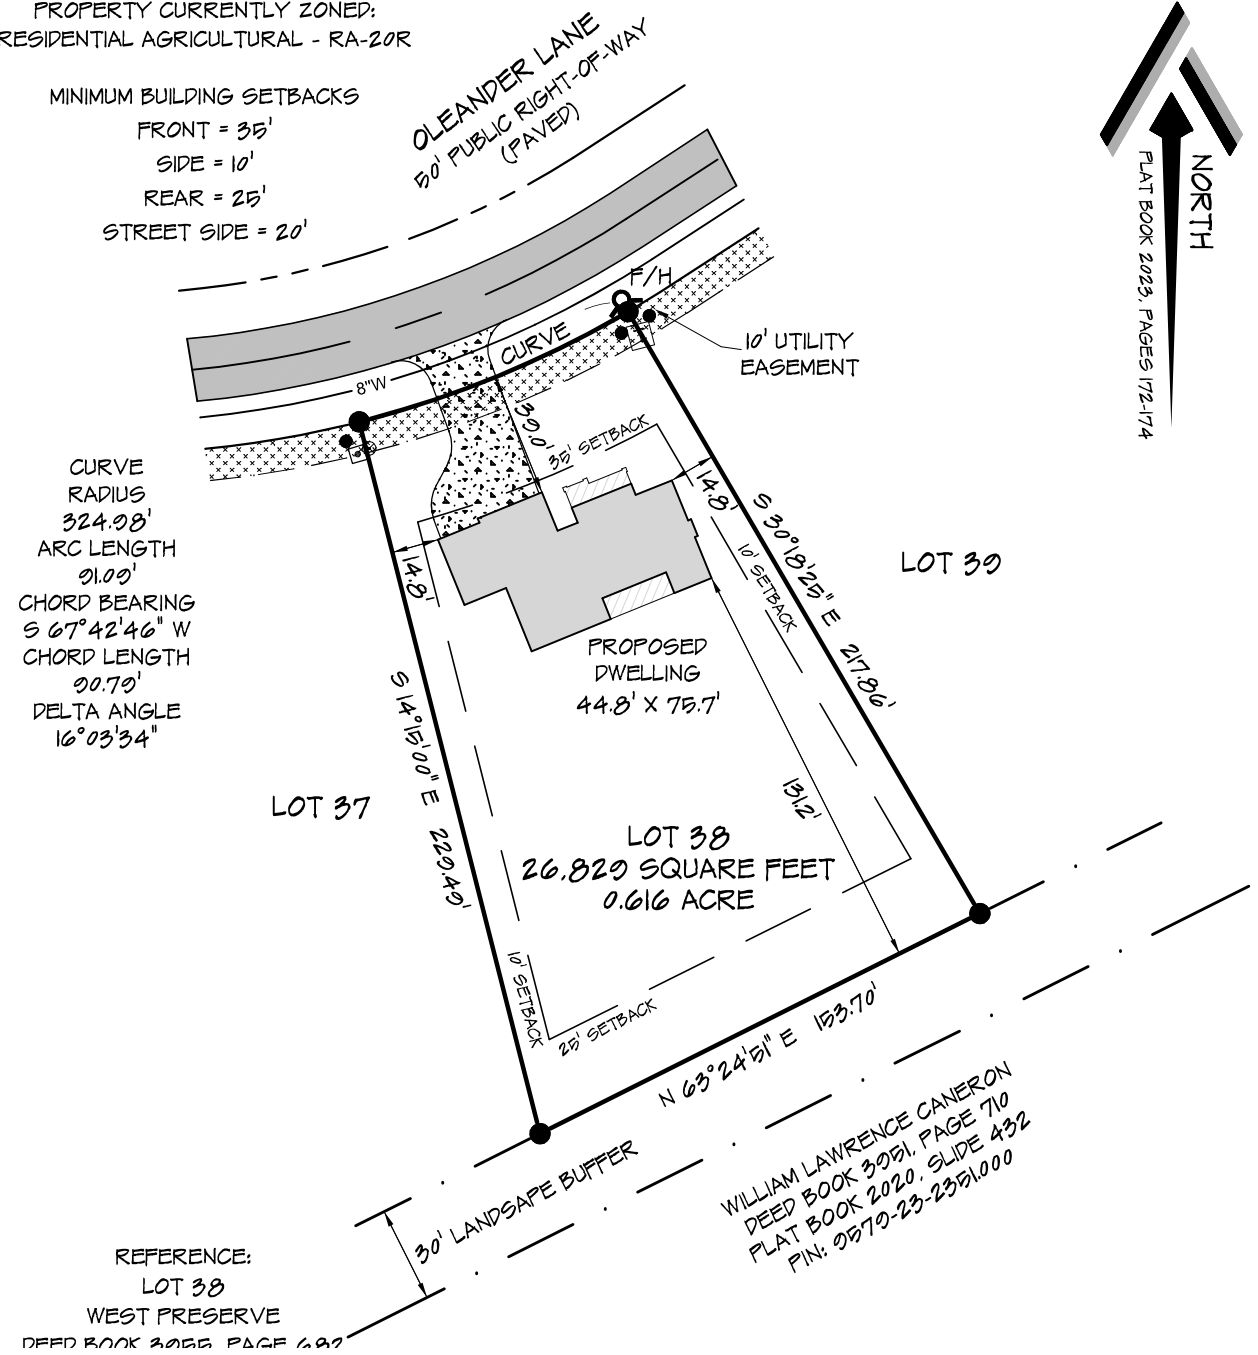 PROPERTY CURRENTLY ZONED:
RESIDENTIAL AGRICULTURAL - RA-20R
MINIMUM BUILDING SETBACKS
FRONT = 35'
SIDE = 10'
REAR = 25'
STREET SIDE = 20'
OLEANDER LANE
50' PUBLIC RIGHT-OF-WAY
(PAVED)
NORTH
PLAT BOOK 2023, PAGES 172-174
F/H
10' UTILITY
EASEMENT
CURVE
8"W
39.0'
35' SETBACK
14.8'
14.8'
S 30°18'25" E 217.86'
10' SETBACK
LOT 39
CURVE
RADIUS
324.98'
ARC LENGTH
91.09'
CHORD BEARING
S 67°42'46" W
CHORD LENGTH
90.79'
DELTA ANGLE
16°03'34"
PROPOSED
DWELLING
44.8' X 75.7'
S 14°15'00" E 229.49'
LOT 37
131.2'
LOT 38
26,829 SQUARE FEET
0.616 ACRE
10' SETBACK
25' SETBACK
N 63°24'51" E 153.70'
30' LANDSAPE BUFFER
WILLIAM LAWRENCE CANERON
DEED BOOK 3951, PAGE 710
PLAT BOOK 2020, SLIDE 432
PIN: 9579-23-2351.000
REFERENCE:
LOT 38
WEST PRESERVE
DEED BOOK 3955, PAGE 682